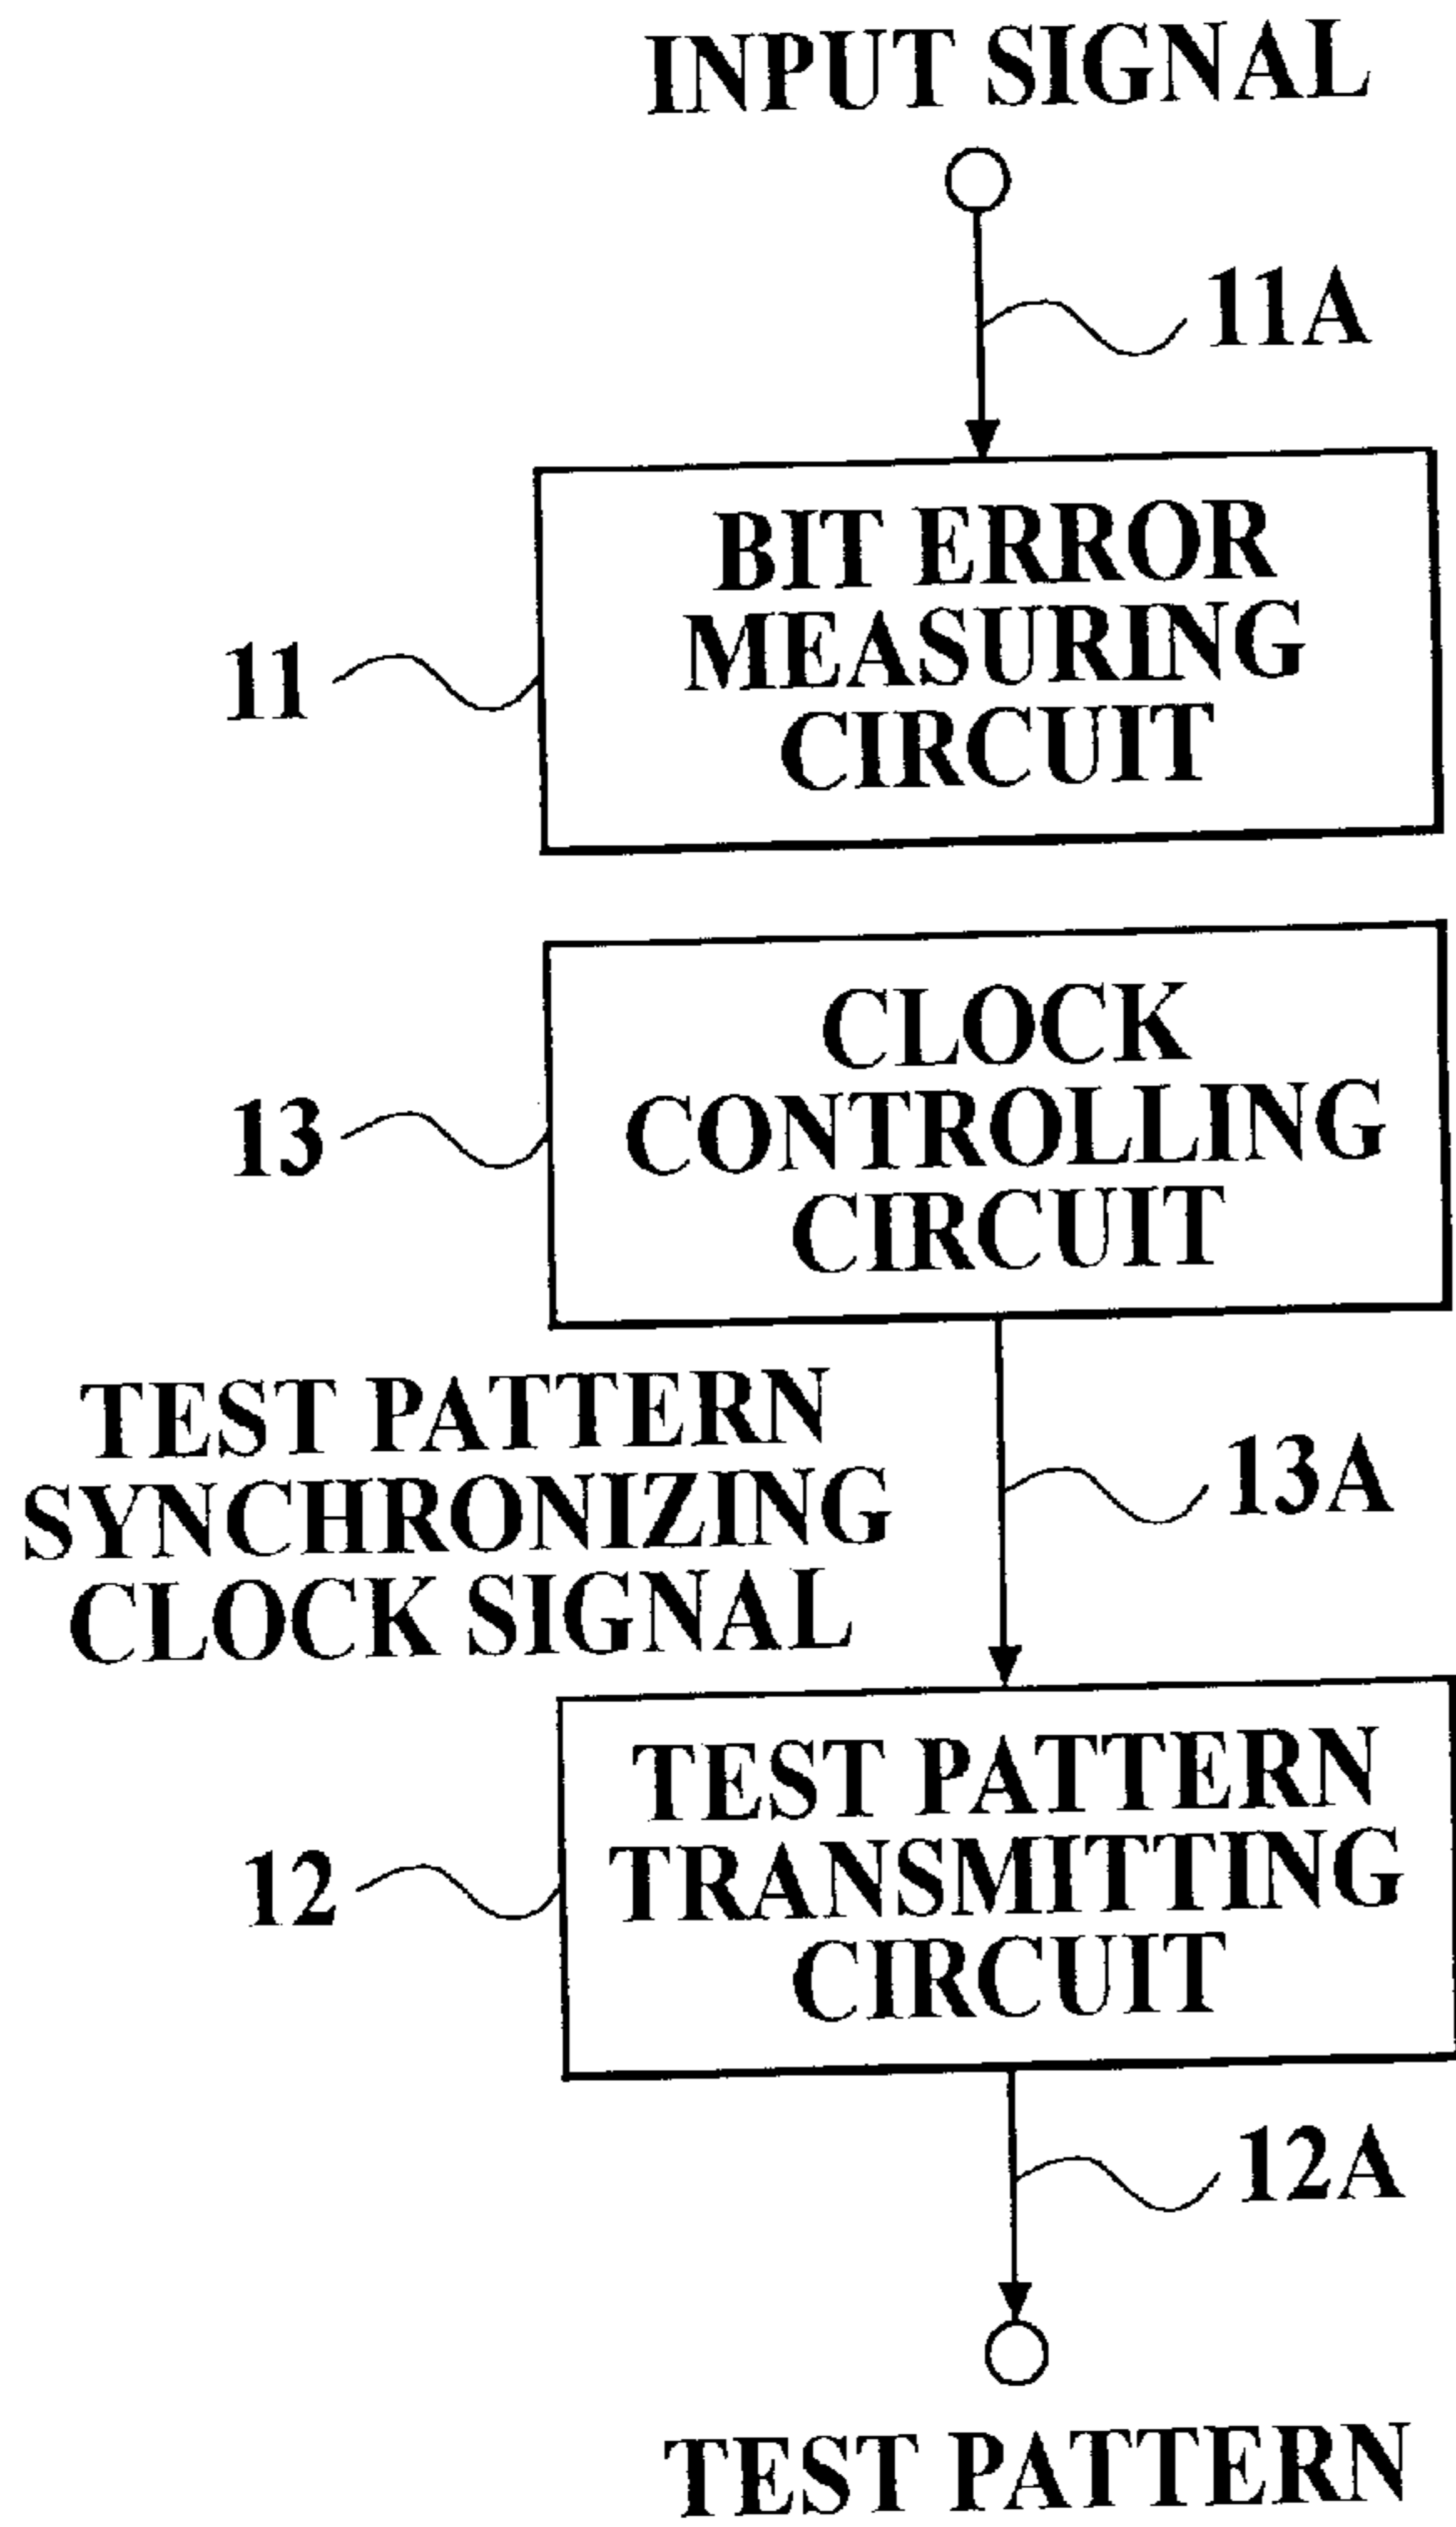 INPUT SIGNAL
11A
BIT ERROR
MEASURING
CIRCUIT
11
CLOCK
CONTROLLING
CIRCUIT
13
TEST PATTERN
SYNCHRONIZING
CLOCK SIGNAL
13A
TEST PATTERN
TRANSMITTING
CIRCUIT
12
12A
TEST PATTERN